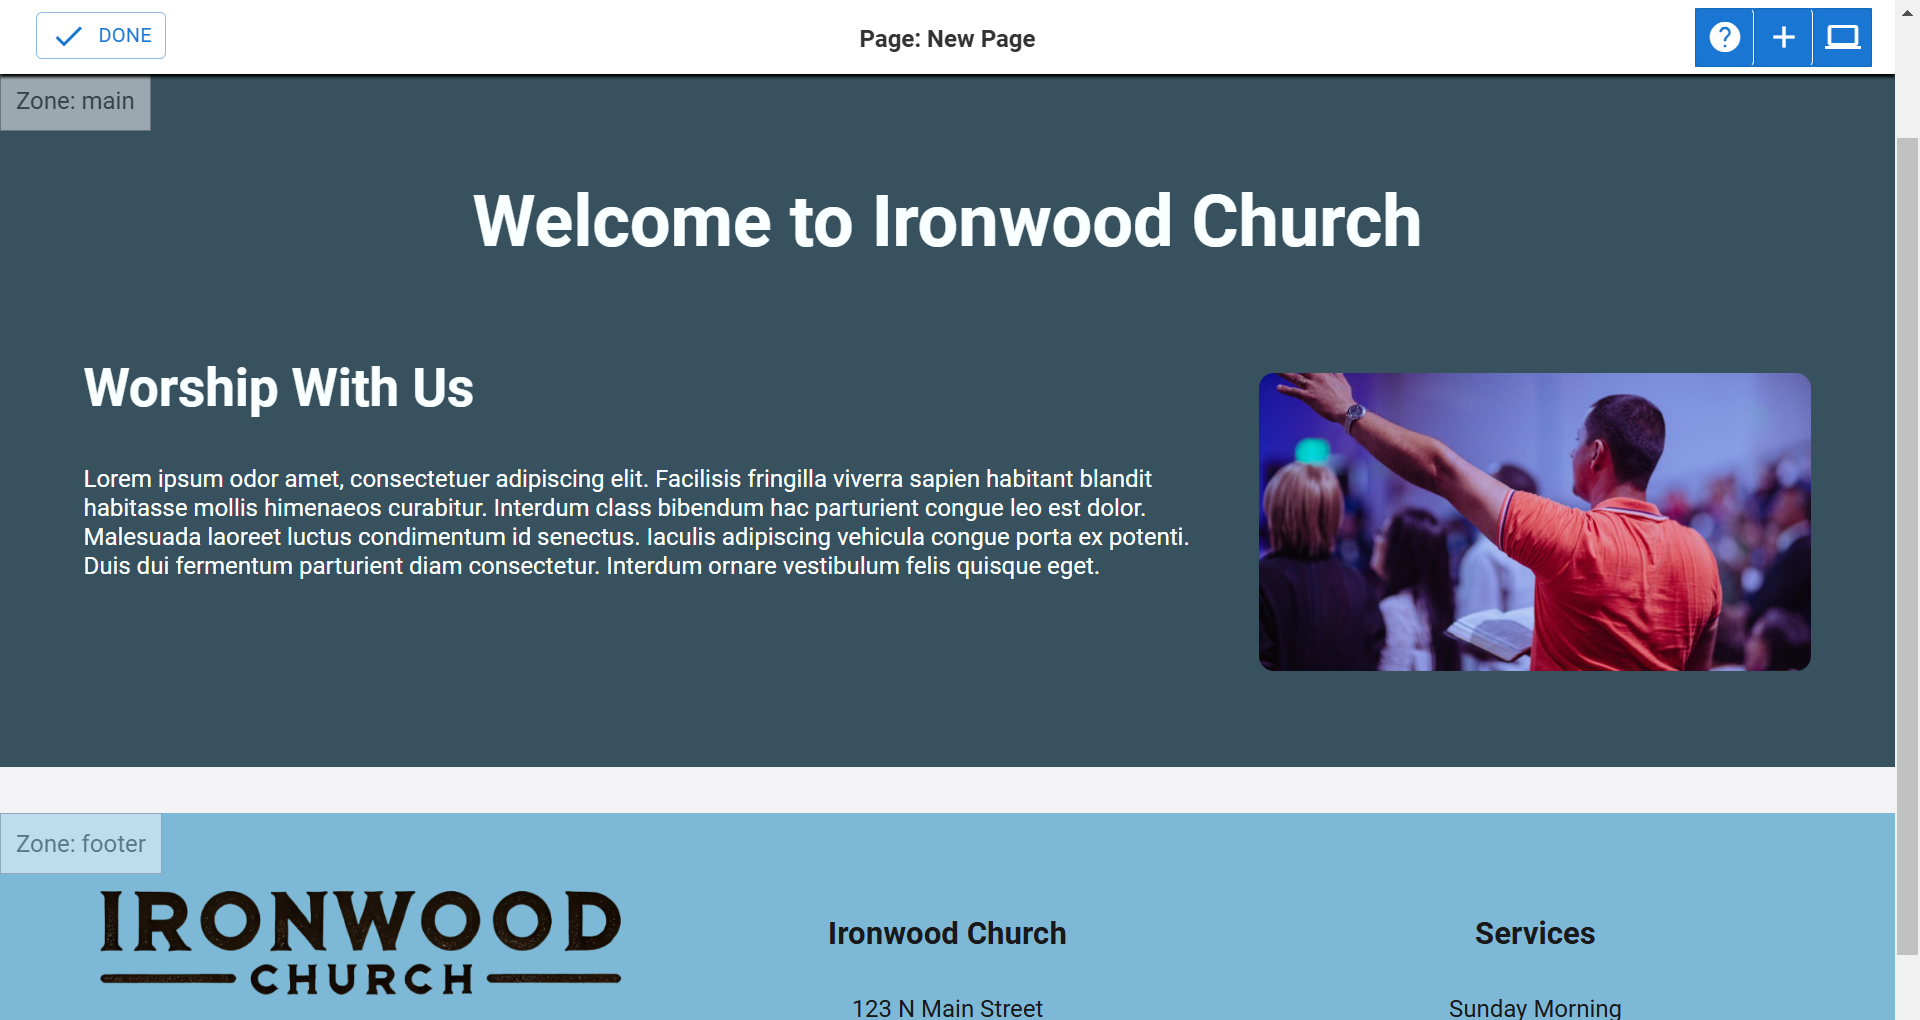 DONE
Page: New Page
Zone: main
Welcome to Ironwood Church
Worship With Us
Lorem ipsum odor amet, consectetuer adipiscing elit. Facilisis fringilla viverra sapien habitant blandit
habitasse mollis himenaeos curabitur. Interdum class bibendum hac parturient congue leo est dolor.
Malesuada laoreet luctus condimentum id senectus. Iaculis adipiscing vehicula congue porta ex potenti.
Duis dui fermentum parturient diam consectetur. Interdum ornare vestibulum felis quisque eget.
Zone: footer
IRONWOOD
CHURCH
Ironwood Church
123 N Main Street
Services
Sunday Morning